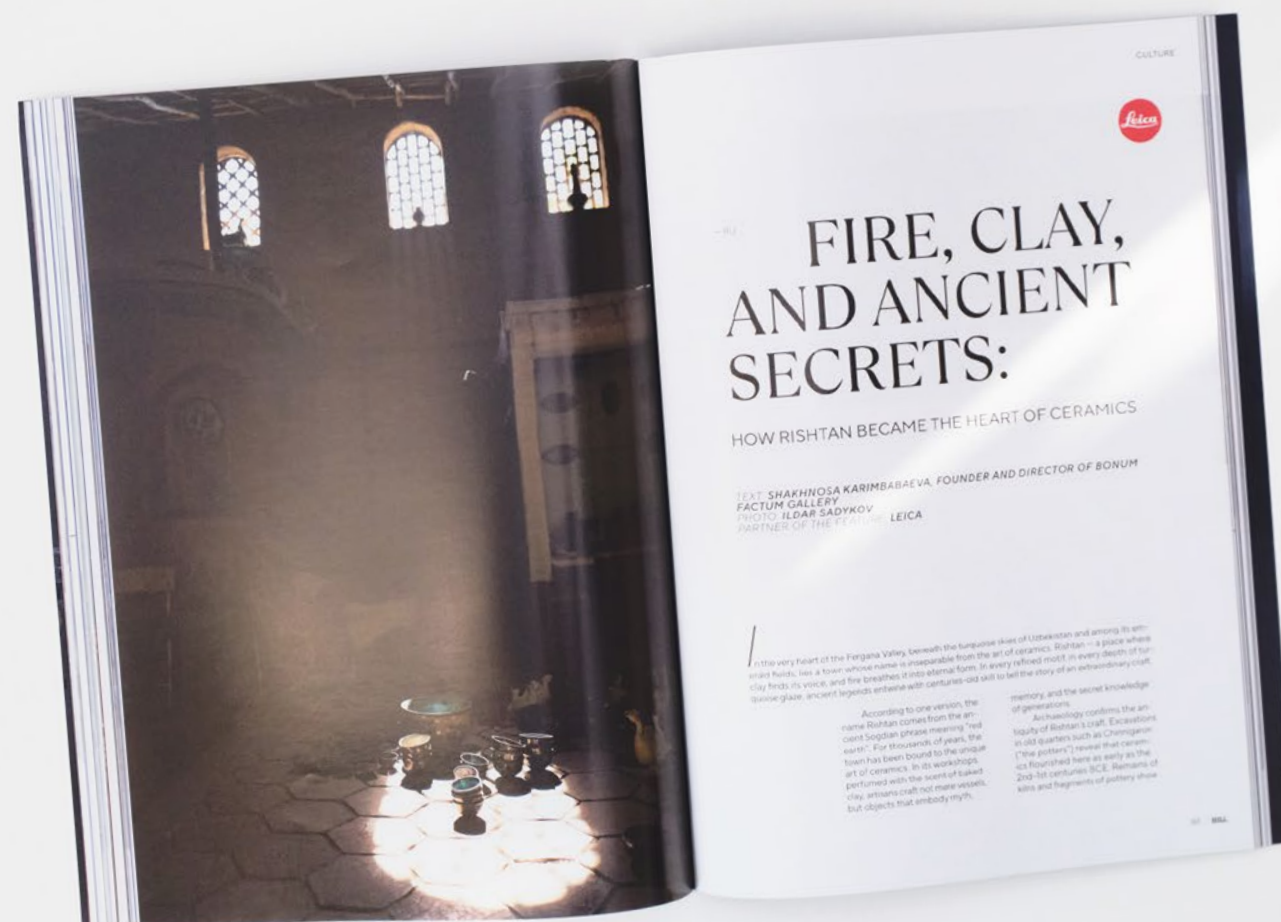 CULTURE
Leica
FIRE, CLAY,
AND ANCIENT
SECRETS:
HOW RISHTAN BECAME THE HEART OF CERAMICS
TEXT: SHAKHNOSA KARIMBABAEVA, FOUNDER AND DIRECTOR OF BONUM
FACTUM GALLERY
PHOTO: ILDAR SADYKOV
PARTNER OF THE FEATURE: LEICA
In the very heart of the Fergana Valley, beneath the turquoise skies of Uzbekistan and among its em-
erald fields, lies a town whose name is inseparable from the art of ceramics. Rishtan — a place where
clay finds its voice, and fire breathes it into eternal form. In every refined motif, in every depth of tur-
quoise glaze, ancient legends entwine with centuries-old skill to tell the story of an extraordinary craft.
According to one version, the
name Rishtan comes from the an-
cient Sogdian phrase meaning "red
earth". For thousands of years, the
town has been bound to the unique
art of ceramics. In its workshops,
perfumed with the scent of baked
clay, artisans craft not mere vessels,
but objects that embody myth,
memory, and the secret knowledge
of generations.
Archaeology confirms the an-
tiquity of Rishtan's craft. Excavations
in old quarters such as Chinnigaron
("the potters") reveal that ceram-
ics flourished here as early as the
2nd–1st centuries BCE. Remains of
kilns and fragments of pottery show